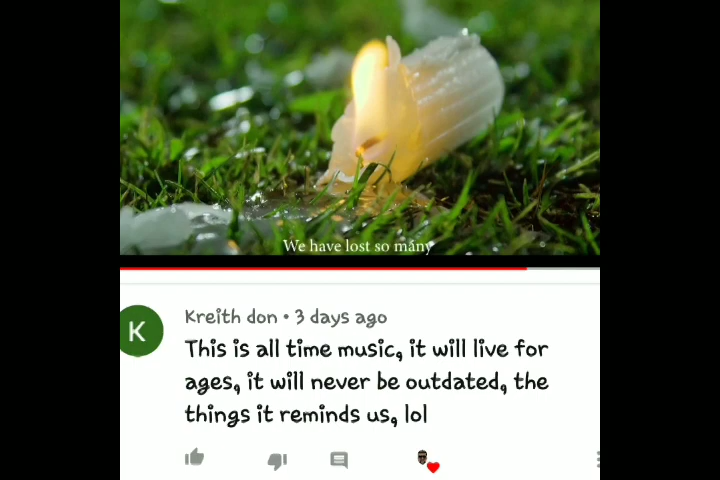 We have lost so many
K
Kreith don • 3 days ago
This is all time music, it will live for
ages, it will never be outdated, the
things it reminds us, lol